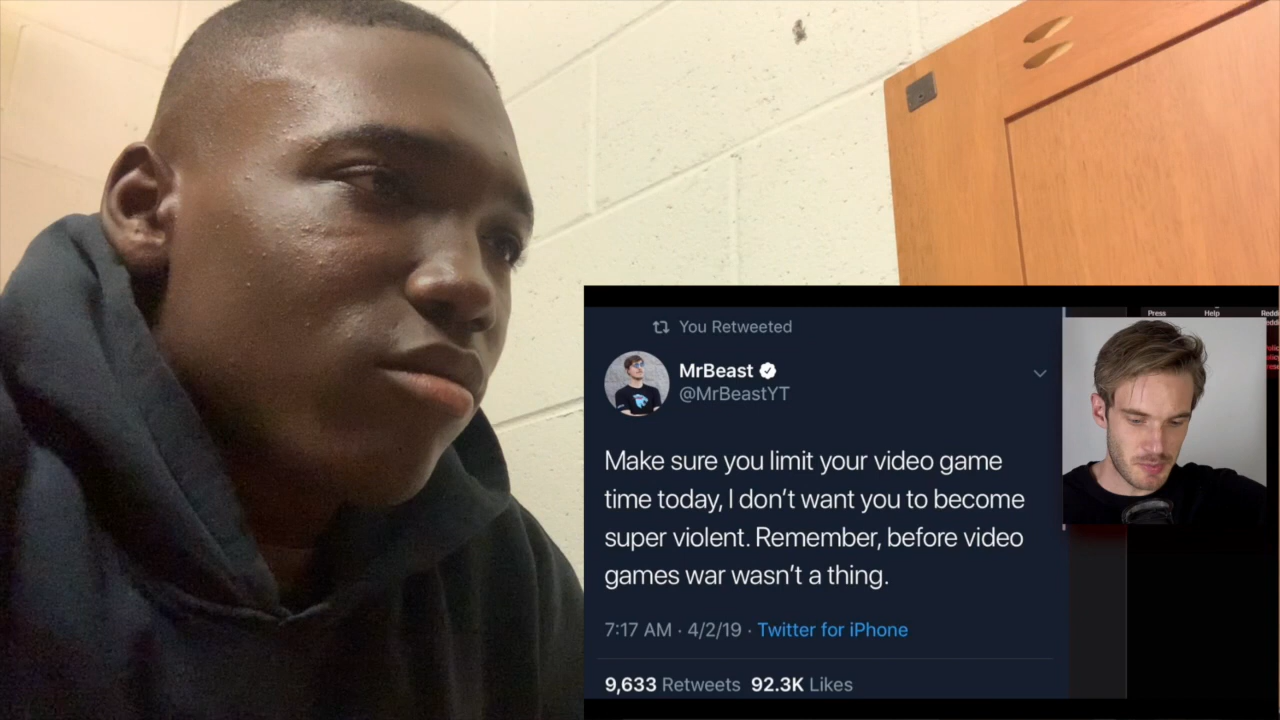 You Retweeted
Press Help
MrBeast
@MrBeastYT
Make sure you limit your video game
time today, I don't want you to become
super violent. Remember, before video
games war wasn't a thing.
7:17 AM · 4/2/19 · Twitter for iPhone
9,633 Retweets 92.3K Likes